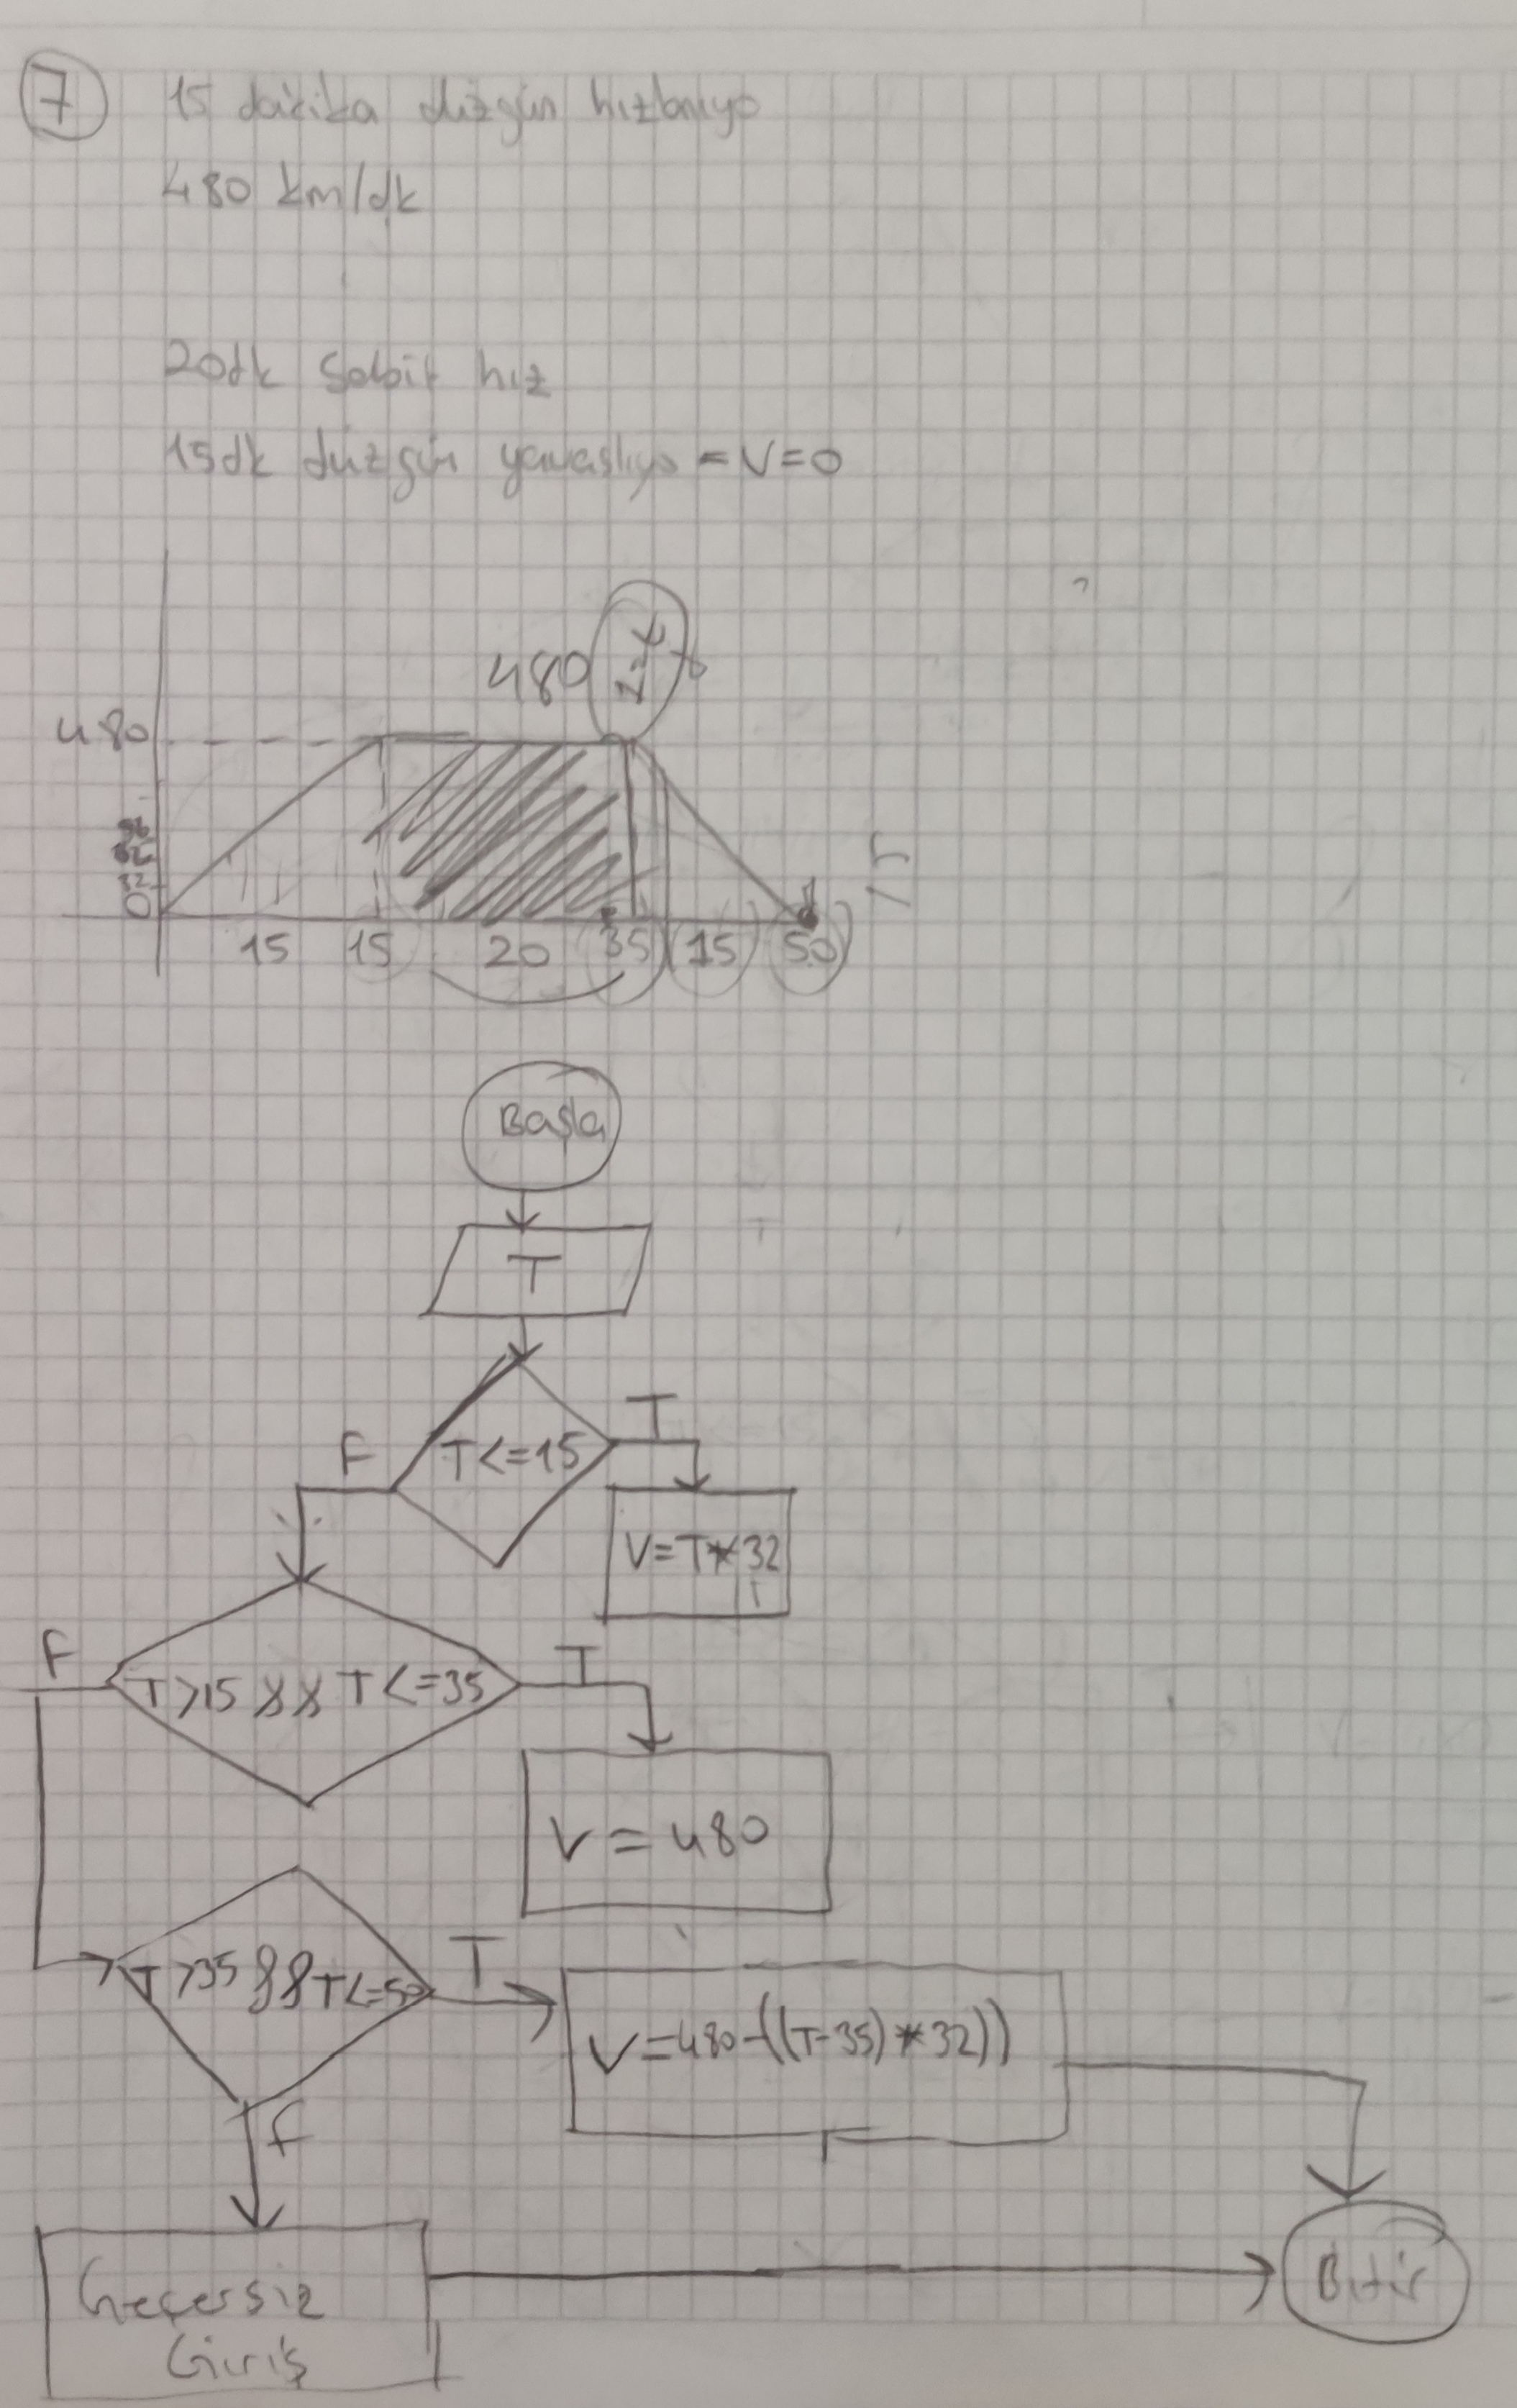 7 15 dakika düzgün hızlanıyo
480 km/dk
20dk Sabit hız
15dk düzgün yavaşlıyo = V=0
480
480
96
32
0
15 15 20 35 15 50
15
Başla
T
T<=15
F
T
V=T*32
F
T>15 && T<=35
T
V=480
T>35 && T<=50
T
V=480-((T-35)*32))
F
Geçersiz
Giriş
Bitir